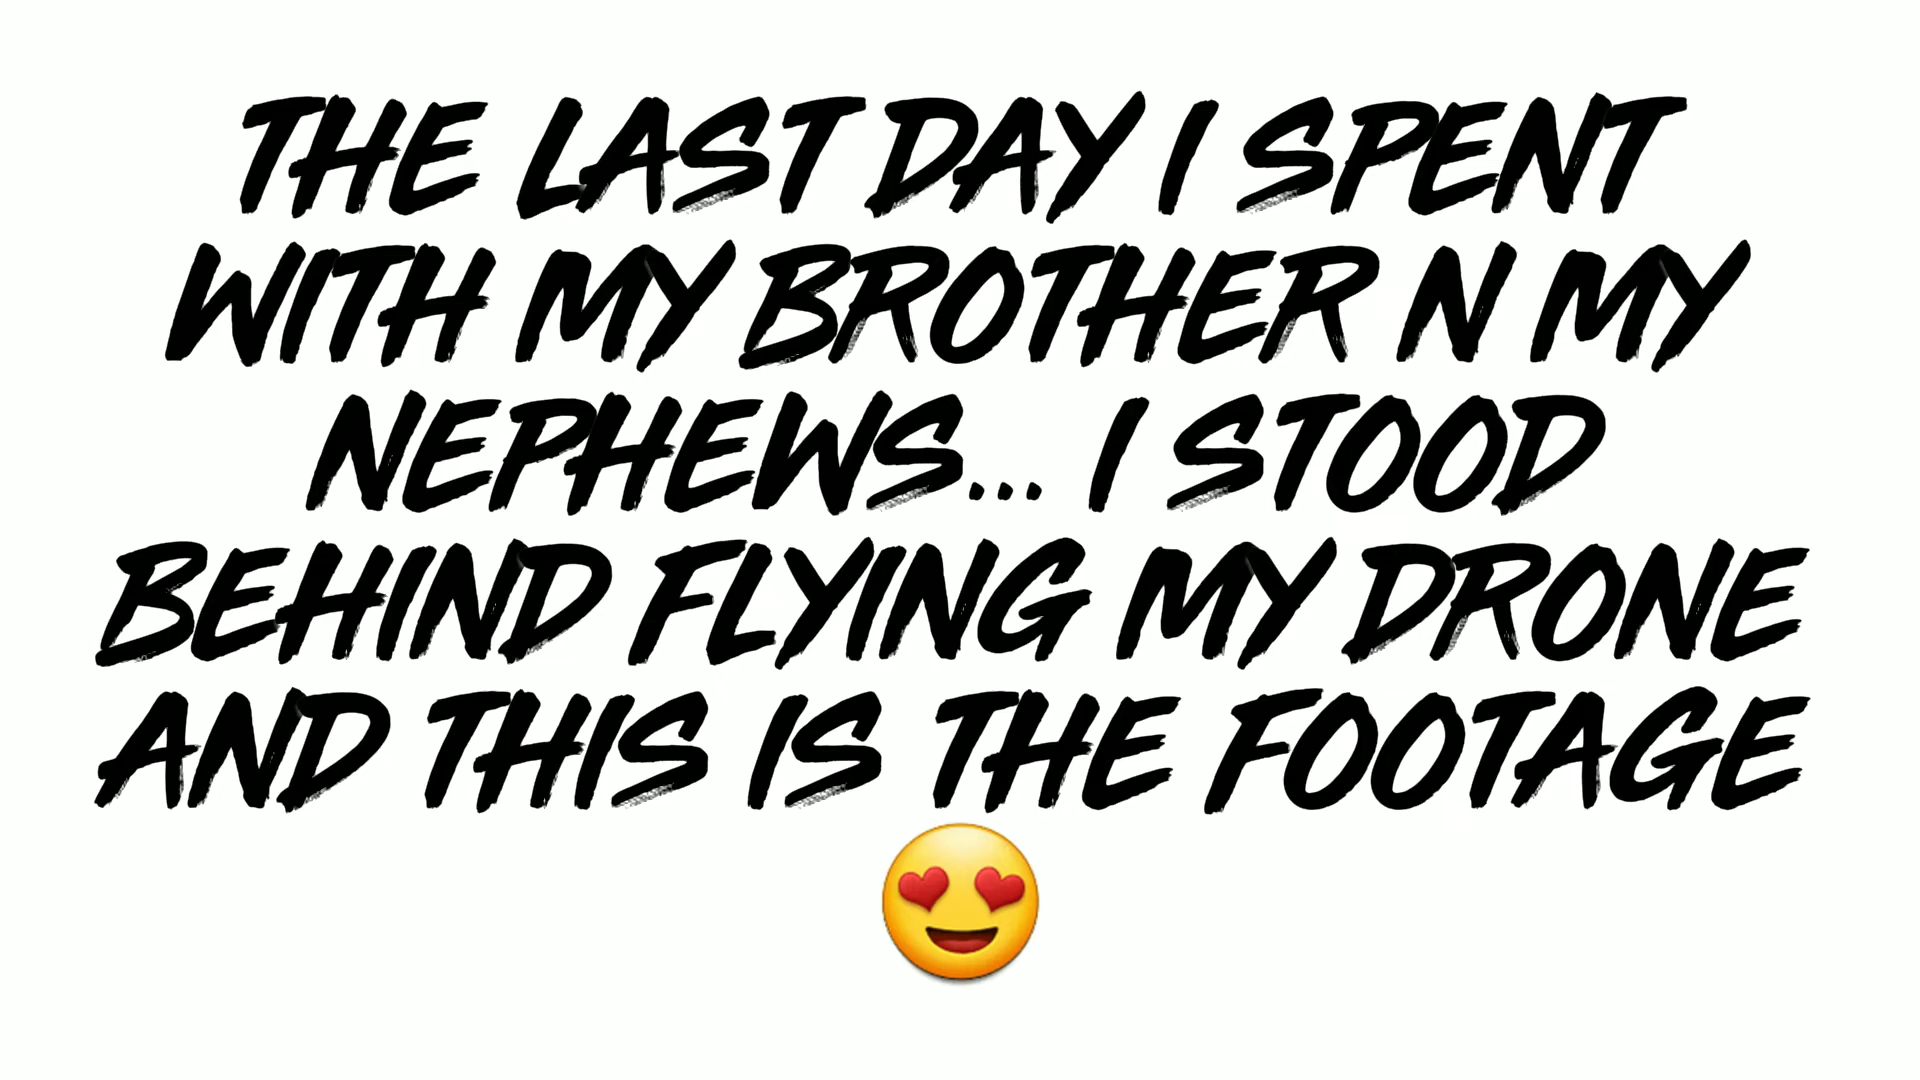 THE LAST DAY I SPENT
WITH MY BROTHER N MY
NEPHEWS... I STOOD
BEHIND FLYING MY DRONE
AND THIS IS THE FOOTAGE
😍